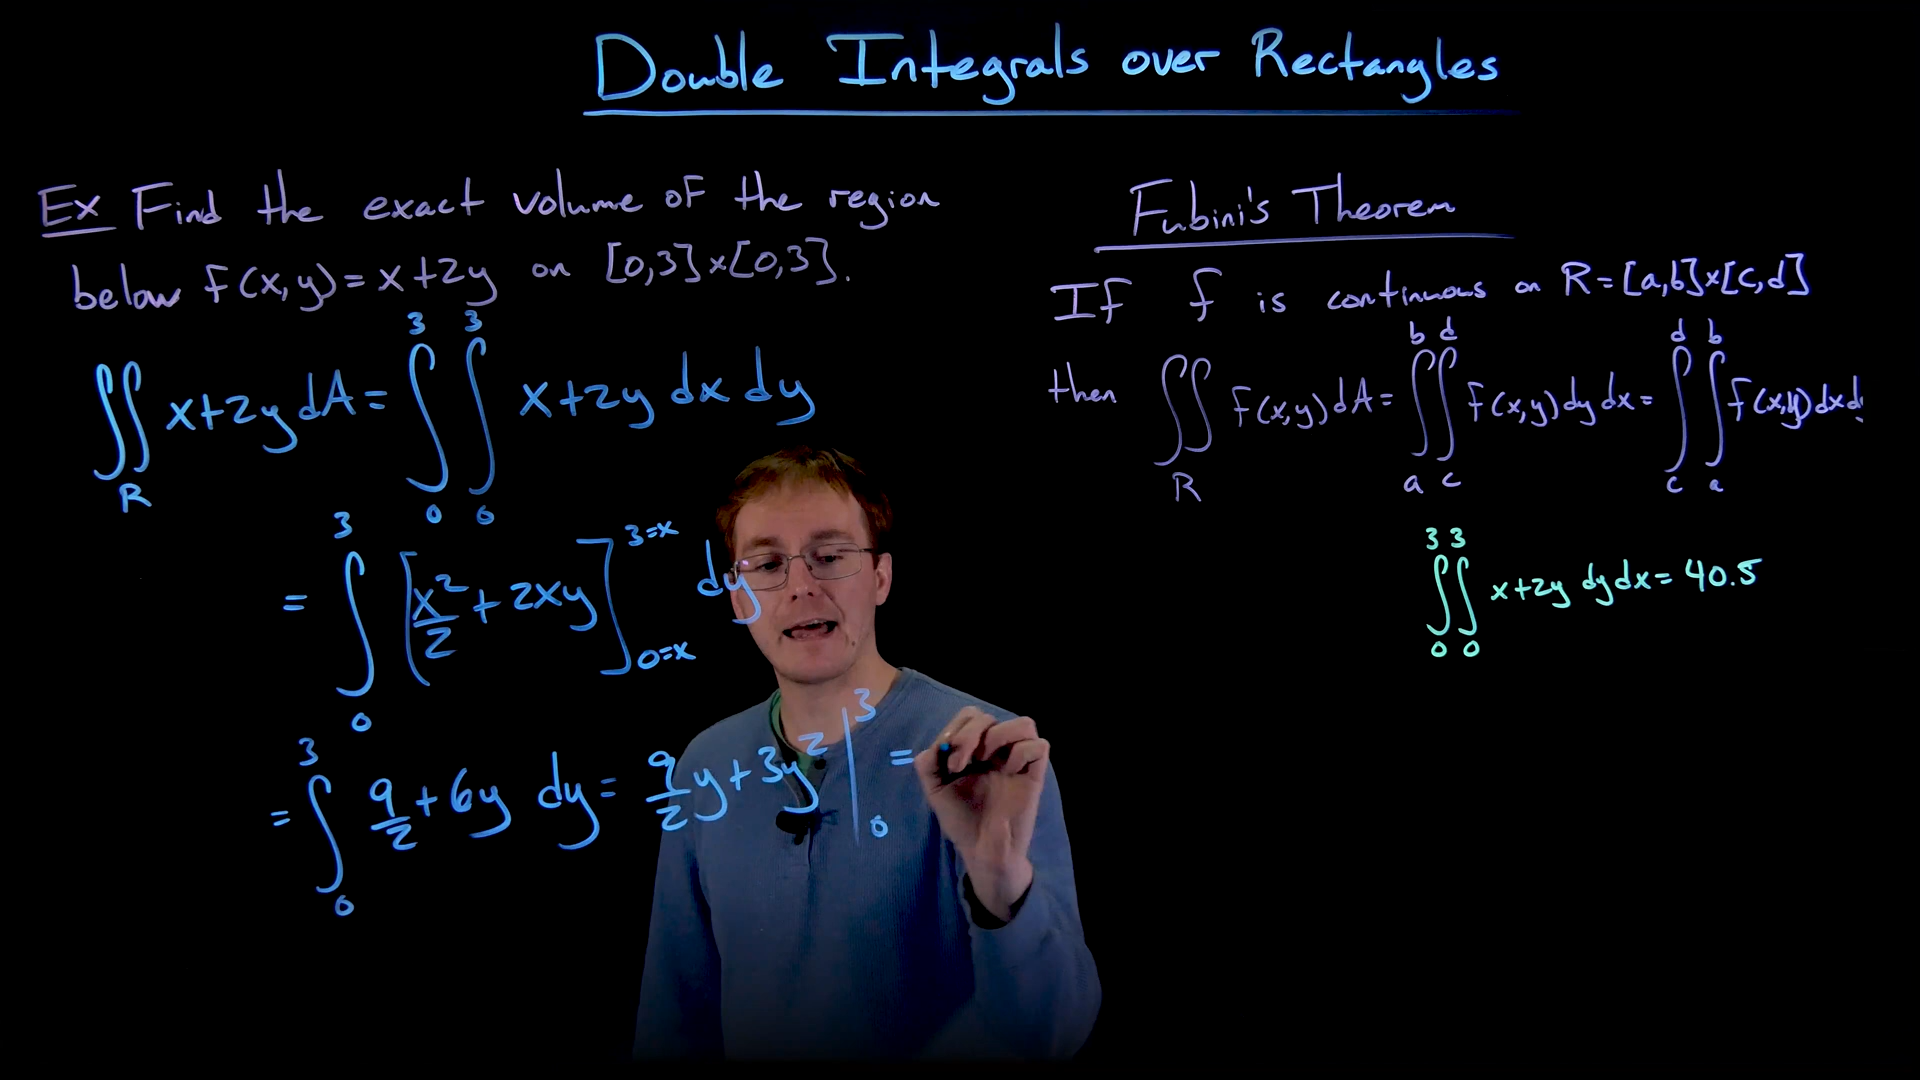 Double Integrals over Rectangles
Ex Find the exact volume of the region
below f(x,y)=x+2y on [0,3]×[0,3].
∬_R x+2y dA = ∫_0^3 ∫_0^3 x+2y dx dy
= ∫_0^3 [x²/2 + 2xy]_{0=x}^{3=x} dy
= ∫_0^3 9/2 + 6y dy = 9/2 y + 3y² |_0^3 =
Fubini's Theorem
If f is continuous on R=[a,b]×[c,d]
then ∬_R f(x,y) dA = ∫_a^b ∫_c^d f(x,y) dy dx = ∫_c^d ∫_a^b f(x,y) dx d
∫_0^3 ∫_0^3 x+2y dy dx = 40.5